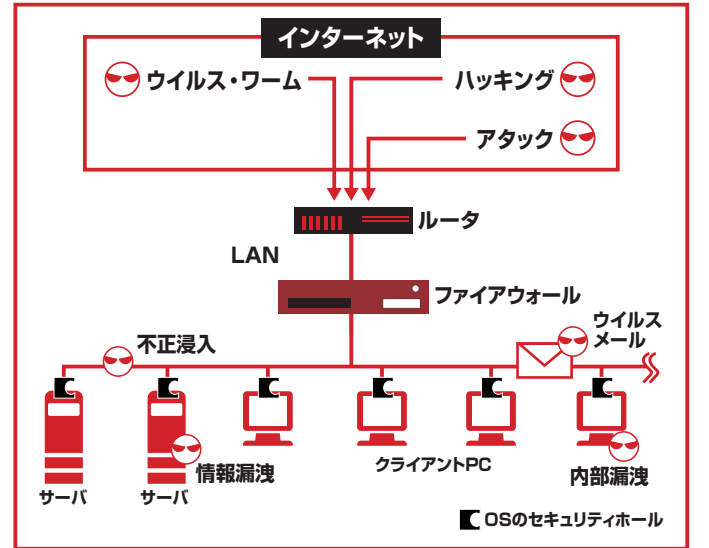 インターネット
ウイルス・ワーム
ハッキング
アタック
ルータ
LAN
ファイアウォール
ウイルス
メール
不正浸入
情報漏洩
クライアントPC
内部漏洩
サーバ
サーバ
OSのセキュリティホール